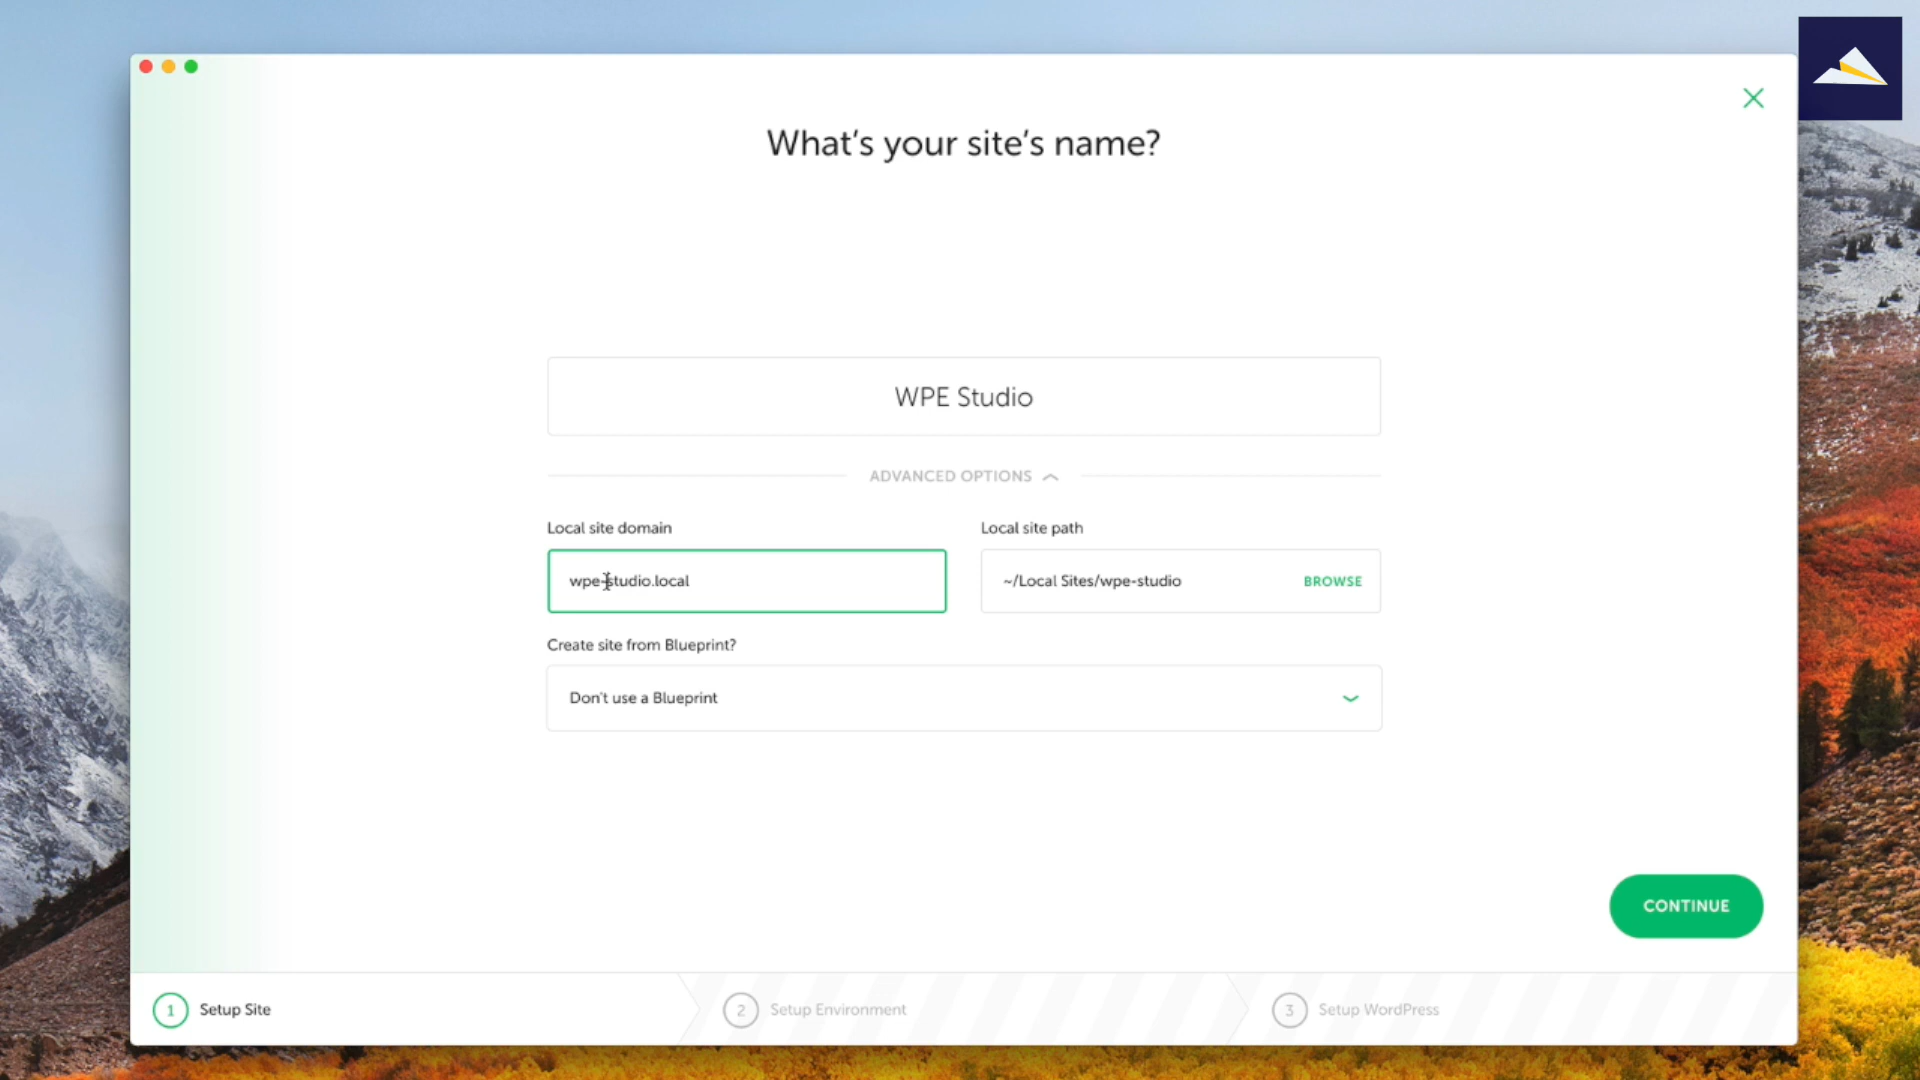 What's your site's name?
WPE Studio
ADVANCED OPTIONS
Local site domain
Local site path
wpe-studio.local
~/Local Sites/wpe-studio
BROWSE
Create site from Blueprint?
Don't use a Blueprint
CONTINUE
1 Setup Site
2 Setup Environment
3 Setup WordPress